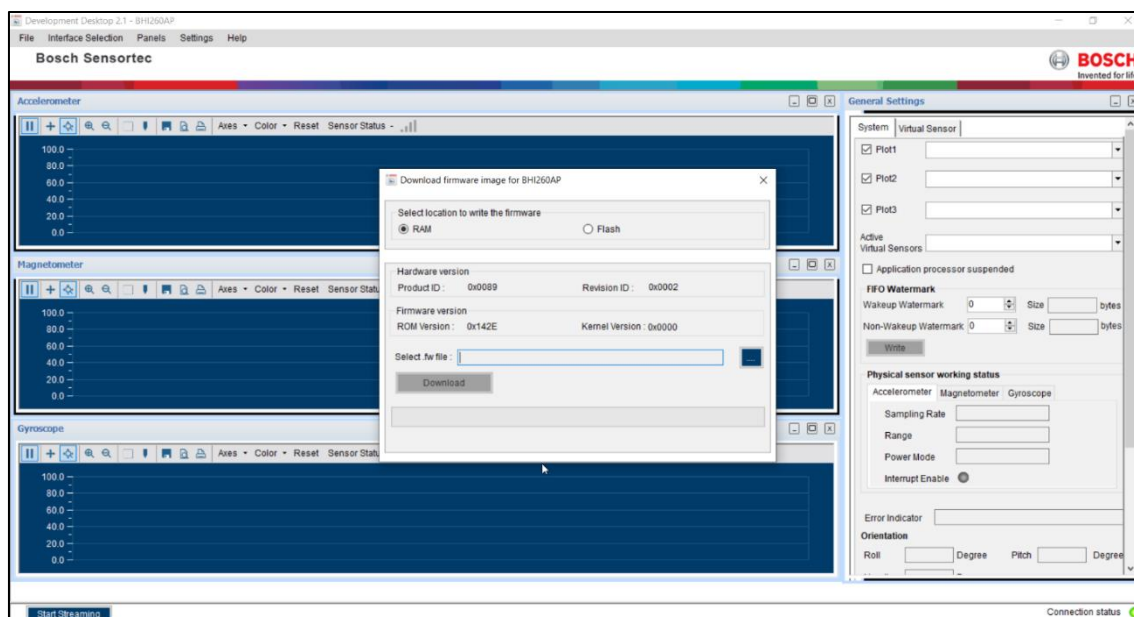 Development Desktop 2.1 - BHI260AP
File Interface Selection Panels Settings Help
Bosch Sensortec
BOSCH
Invented for life
Accelerometer
Axes Color Reset Sensor Status -
100.0
80.0
60.0
40.0
20.0
0.0
Magnetometer
Axes Color Reset Sensor Statu
100.0
80.0
60.0
40.0
20.0
0.0
Gyroscope
Axes Color Reset Sensor Statu
100.0
80.0
60.0
40.0
20.0
0.0
Start Streaming
Download firmware image for BHI260AP
Select location to write the firmware
RAM Flash
Hardware version
Product ID : 0x0089 Revision ID : 0x0002
Firmware version
ROM Version : 0x142E Kernel Version : 0x0000
Select .fw file : ...
Download
General Settings
System Virtual Sensor
Plot1
Plot2
Plot3
Active
Virtual Sensors
Application processor suspended
FIFO Watermark
Wakeup Watermark 0 Size bytes
Non-Wakeup Watermark 0 Size bytes
Write
Physical sensor working status
Accelerometer Magnetometer Gyroscope
Sampling Rate
Range
Power Mode
Interrupt Enable
Error Indicator
Orientation
Roll Degree Pitch Degree
Connection status